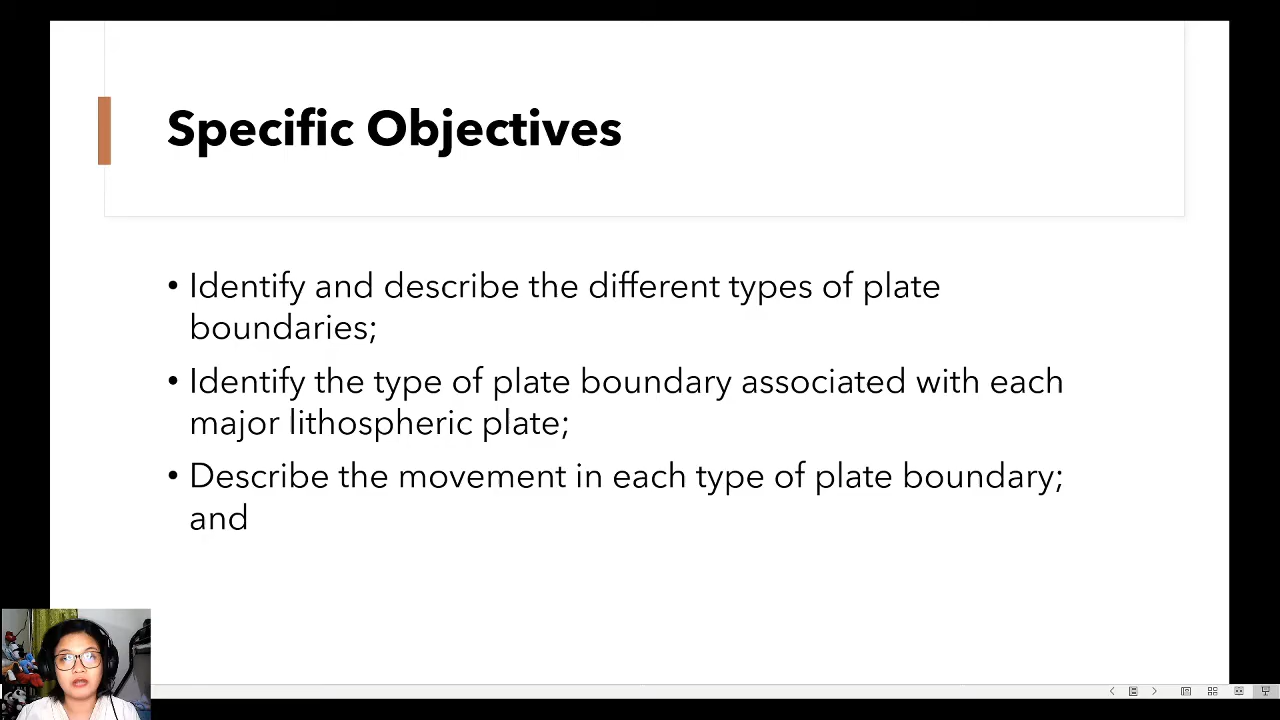 Specific Objectives
• Identify and describe the different types of plate
boundaries;
• Identify the type of plate boundary associated with each
major lithospheric plate;
• Describe the movement in each type of plate boundary;
and